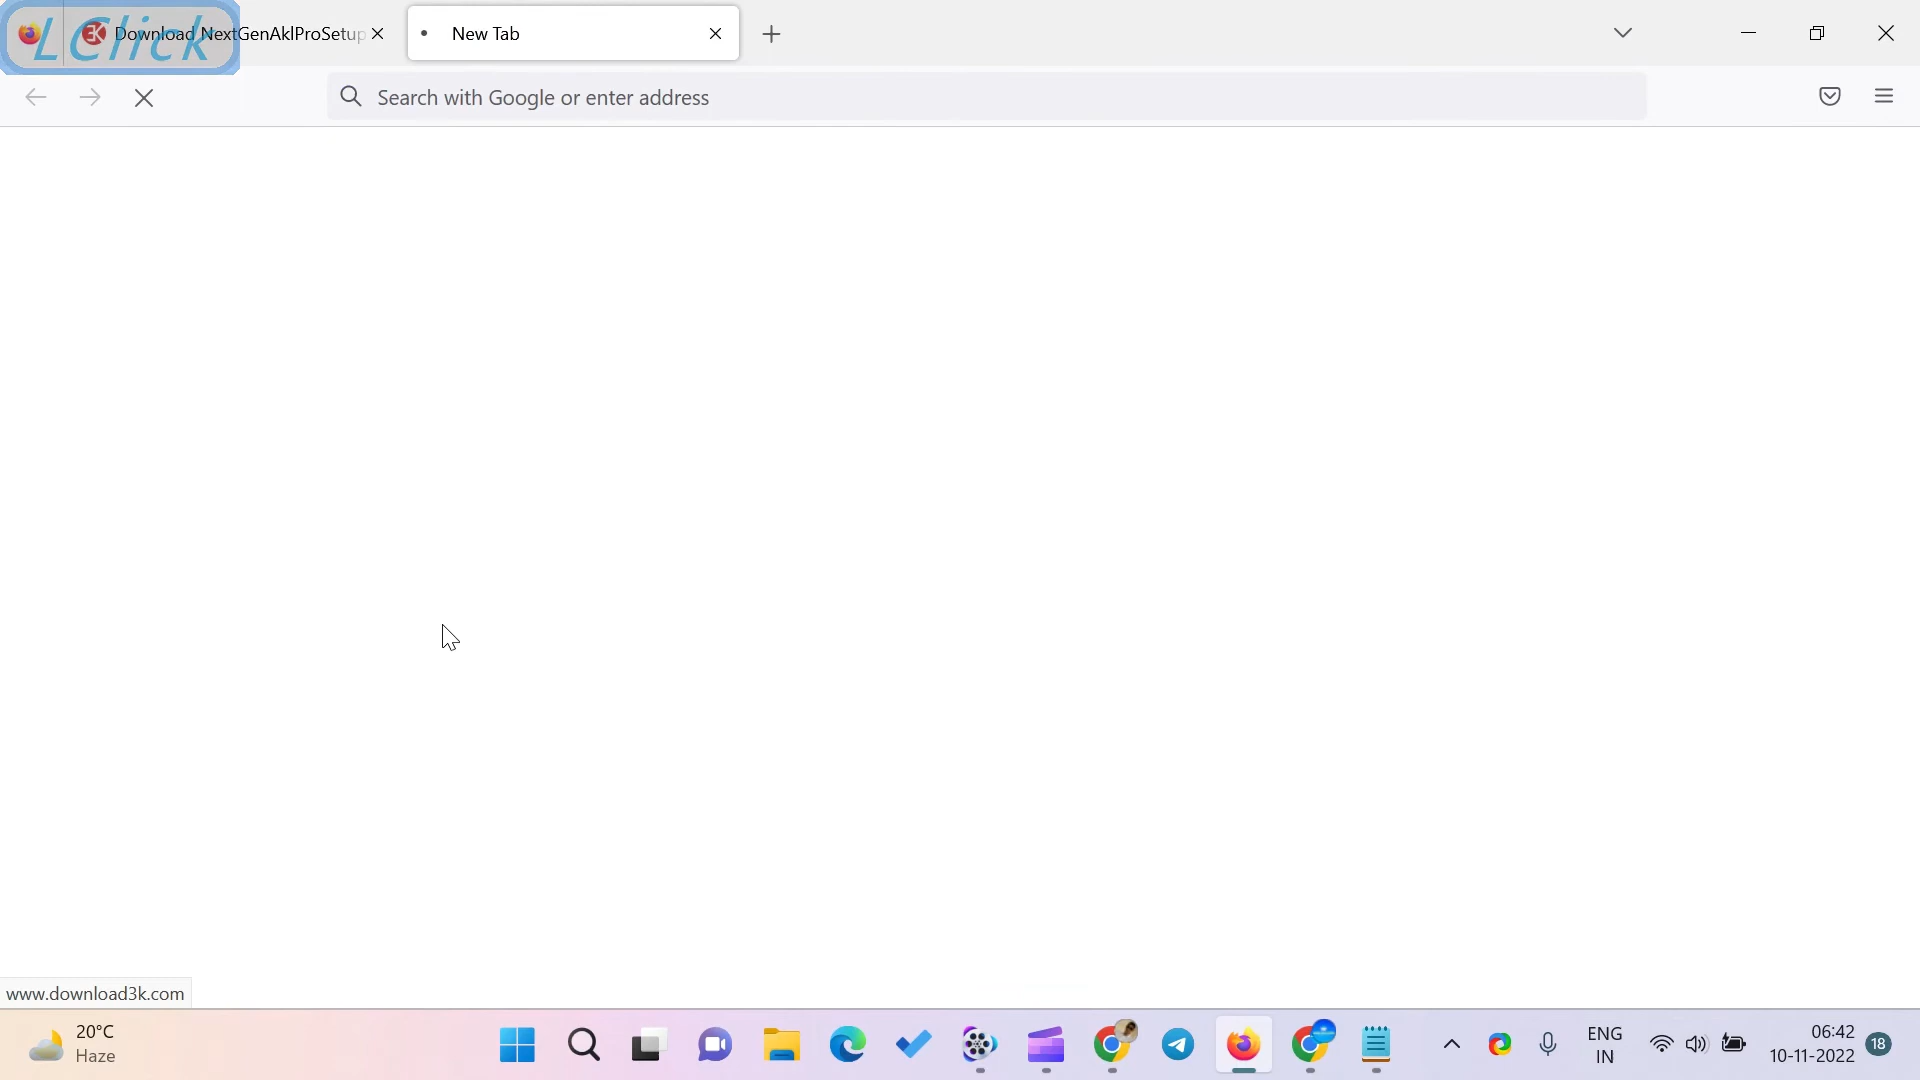 LClick
Download NextGenAklProSetup
New Tab
Search with Google or enter address
www.download3k.com
20°C
Haze
ENG
IN
06:42
10-11-2022
18